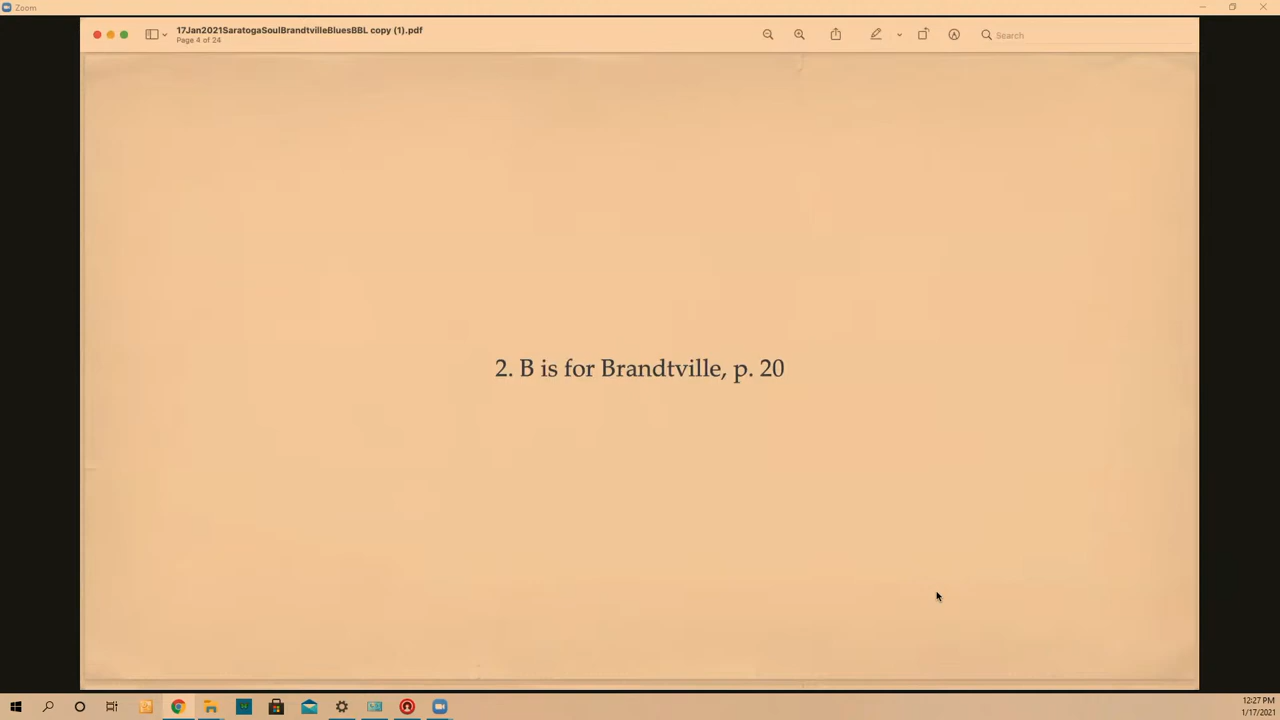 Zoom
17Jan2021SaratogaSoulBrandtvilleBluesBBL copy (1).pdf
Page 4 of 24
Search
2. B is for Brandtville, p. 20
12:27 PM
1/17/2021